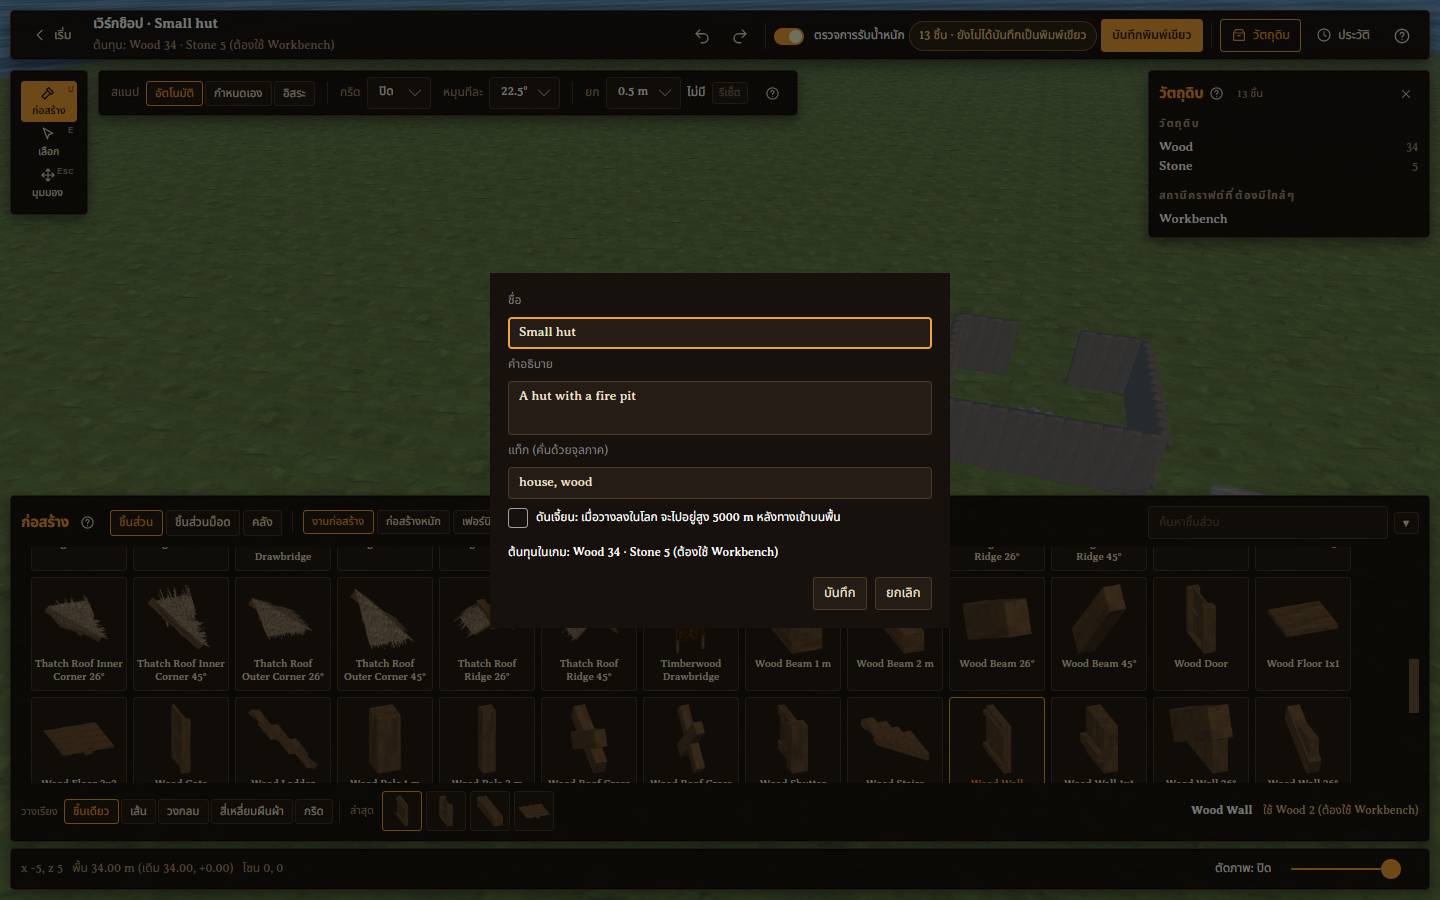 เริ่ม
เวิร์กช็อป · Small hut
ต้นทุน: Wood 34 · Stone 5 (ต้องใช้ Workbench)
ตรวจการรับน้ำหนัก
13 ชิ้น · ยังไม่ได้บันทึกเป็นพิมพ์เขียว
บันทึกพิมพ์เขียว
วัตถุดิบ
ประวัติ
ก่อสร้าง
U
เลือก
E
มุมมอง
ESC
สแนป
อัตโนมัติ
กำหนดเอง
อิสระ
กริด
ปิด
หมุนทีละ
22.5°
ยก
0.5 m
ไม่มี
รีเซ็ต
วัตถุดิบ
13 ชิ้น
วัตถุดิบ
Wood 34
Stone 5
สถานีคราฟต์ที่ต้องมีใกล้ๆ
Workbench
ชื่อ
Small hut
คำอธิบาย
A hut with a fire pit
แท็ก (คั่นด้วยจุลภาค)
house, wood
ดันเจี้ยน: เมื่อวางลงในโลก จะไปอยู่สูง 5000 m หลังทางเข้าบนพื้น
ต้นทุนในเกม: Wood 34 · Stone 5 (ต้องใช้ Workbench)
บันทึก
ยกเลิก
ก่อสร้าง
ชิ้นส่วน
ชิ้นส่วนม็อด
คลัง
งานก่อสร้าง
ก่อสร้างหนัก
ค้นหาชิ้นส่วน
Drawbridge
Ridge 26°
Ridge 45°
Thatch Roof Inner Corner 26°
Thatch Roof Inner Corner 45°
Thatch Roof Outer Corner 26°
Thatch Roof Outer Corner 45°
Thatch Roof Ridge 26°
Thatch Roof Ridge 45°
Timberwood Drawbridge
Wood Beam 1 m
Wood Beam 2 m
Wood Beam 26°
Wood Beam 45°
Wood Door
Wood Floor 1x1
วางเรียง
ชิ้นเดียว
เส้น
วงกลม
สี่เหลี่ยมผืนผ้า
กริด
ล่าสุด
Wood Wall
ใช้ Wood 2 (ต้องใช้ Workbench)
x -5, z 5
พื้น 34.00 m (เดิม 34.00, +0.00)
โซน 0, 0
ตัดภาพ: ปิด